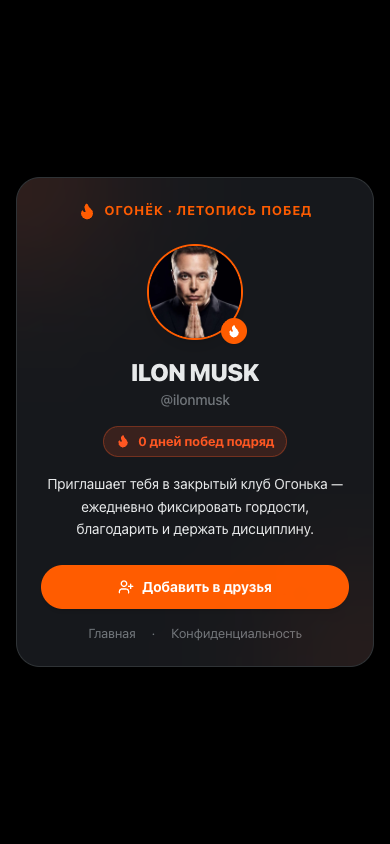 ОГОНЁК · ЛЕТОПИСЬ ПОБЕД
ILON MUSK
@ilonmusk
0 дней побед подряд
Приглашает тебя в закрытый клуб Огонька —
ежедневно фиксировать гордости,
благодарить и держать дисциплину.
Добавить в друзья
Главная · Конфиденциальность